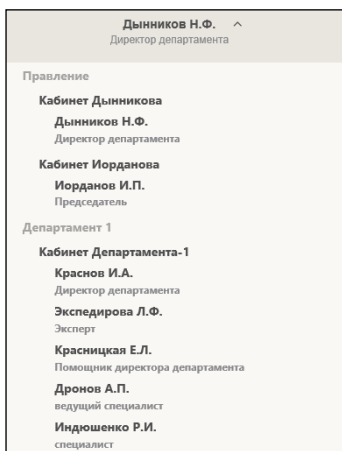 Дынников Н.Ф.
Директор департамента
Правление
Кабинет Дынникова
Дынников Н.Ф.
Директор департамента
Кабинет Иорданова
Иорданов И.П.
Председатель
Департамент 1
Кабинет Департамента-1
Краснов И.А.
Директор департамента
Экспедирова Л.Ф.
Эксперт
Красницкая Е.Л.
Помощник директора департамента
Дронов А.П.
ведущий специалист
Индюшенко Р.И.
специалист